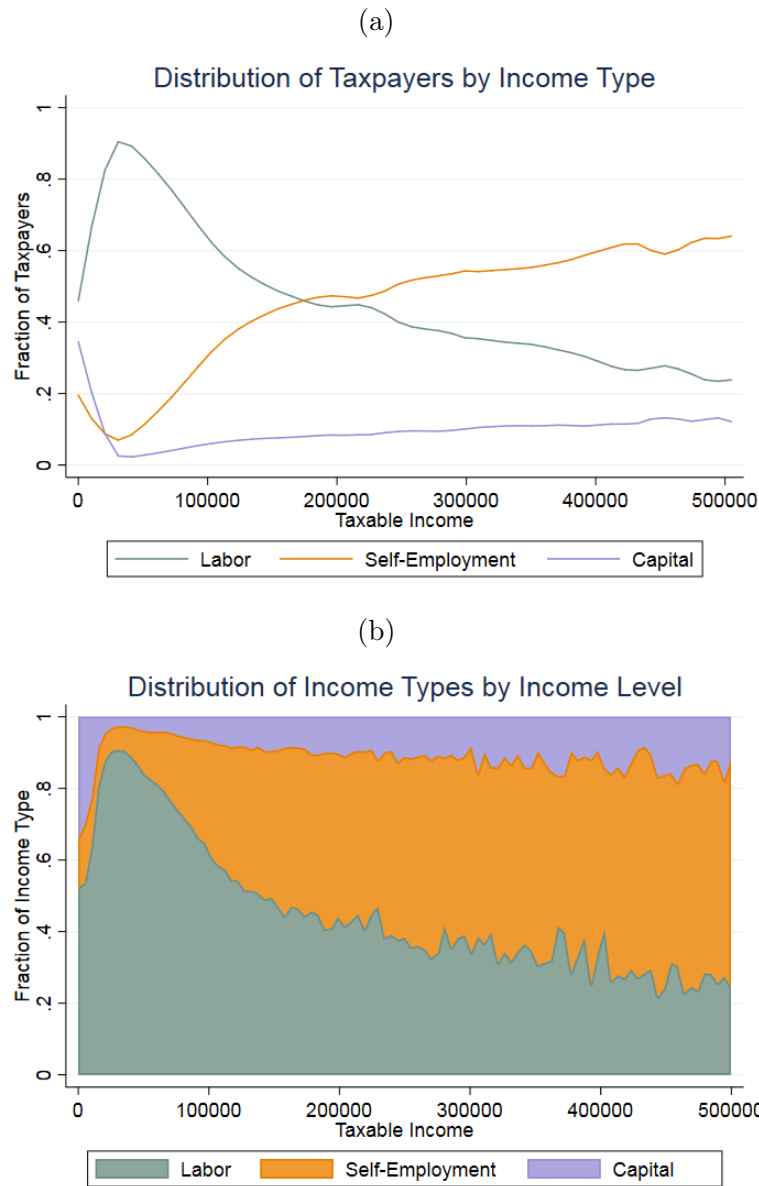 (a)
Distribution of Taxpayers by Income Type
Fraction of Taxpayers
1
.8
.6
.4
.2
0
0 100000 200000 300000 400000 500000
Taxable Income
Labor Self-Employment Capital
(b)
Distribution of Income Types by Income Level
Fraction of Income Type
1
.8
.6
.4
.2
0
0 100000 200000 300000 400000 500000
Taxable Income
Labor Self-Employment Capital